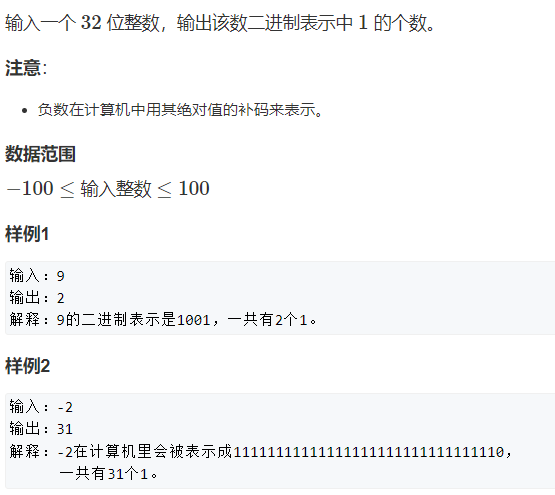 输入一个 32 位整数，输出该数二进制表示中 1 的个数。
注意：
• 负数在计算机中用其绝对值的补码来表示。
数据范围
−100 ≤ 输入整数 ≤ 100
样例1
输入：9
输出：2
解释：9的二进制表示是1001，一共有2个1。
样例2
输入：-2
输出：31
解释：-2在计算机里会被表示成11111111111111111111111111111110，
一共有31个1。